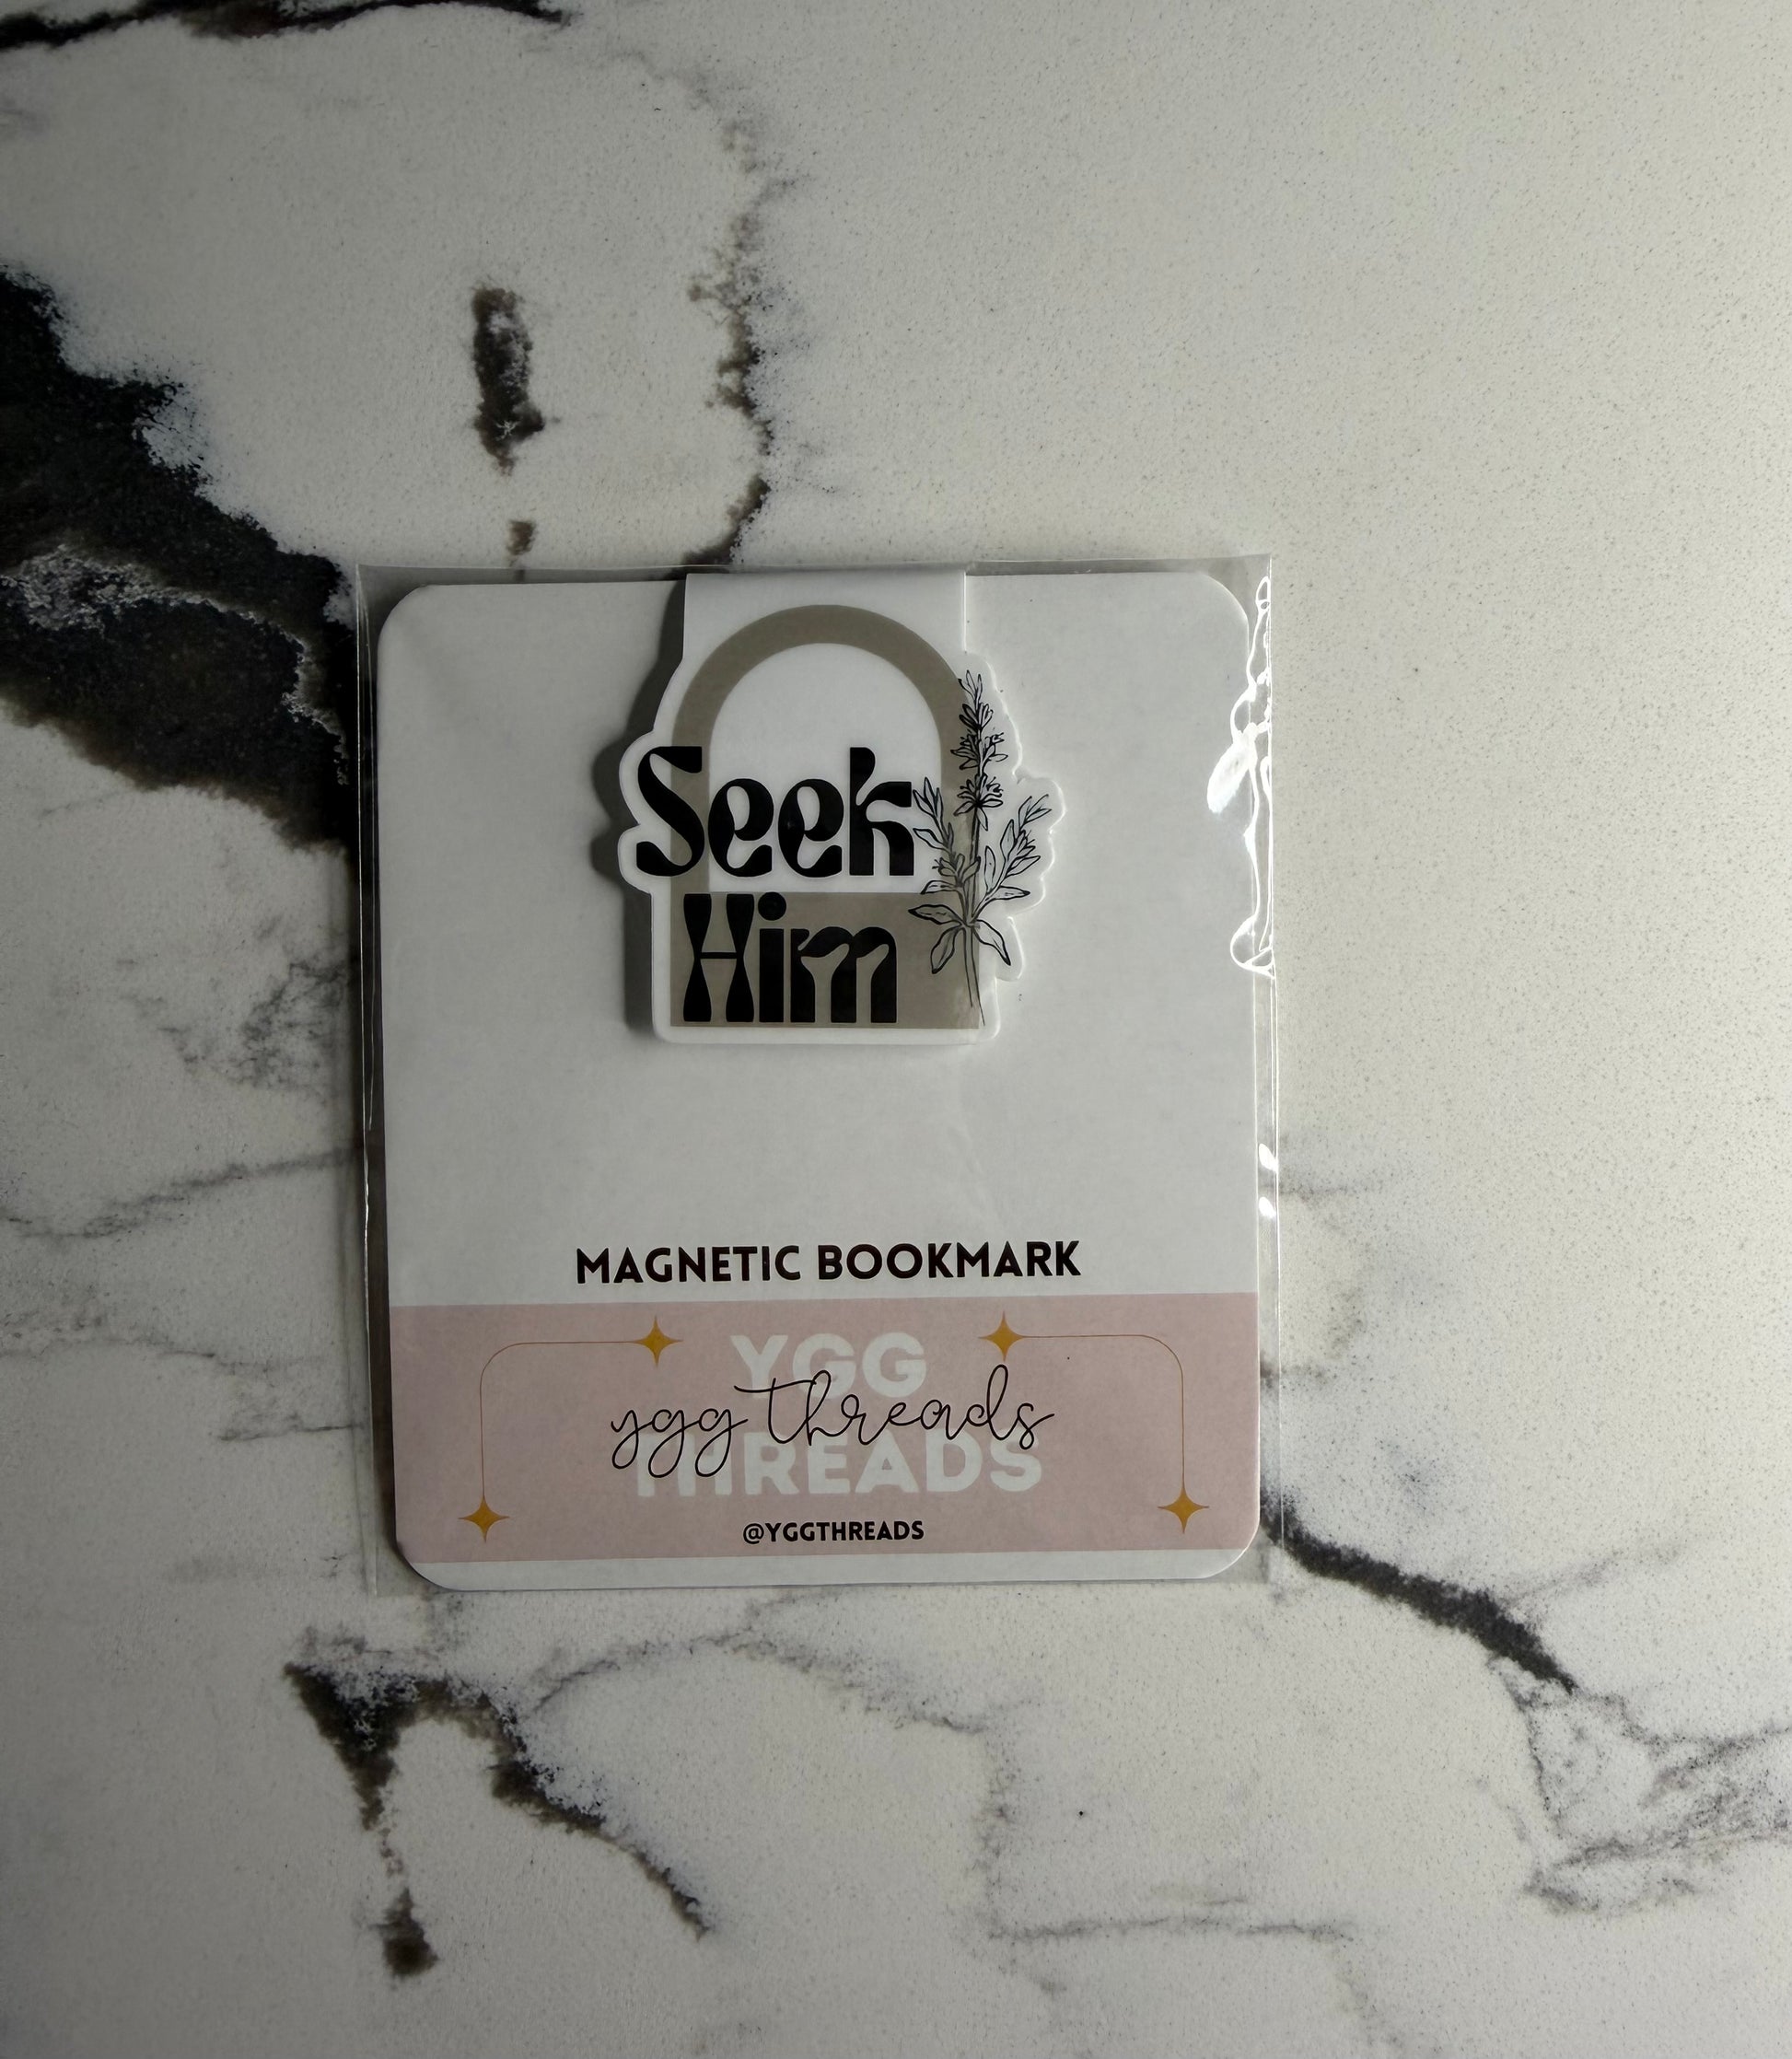 Seek
Him
MAGNETIC BOOKMARK
YGG
ygg threads
THREADS
@YGGTHREADS